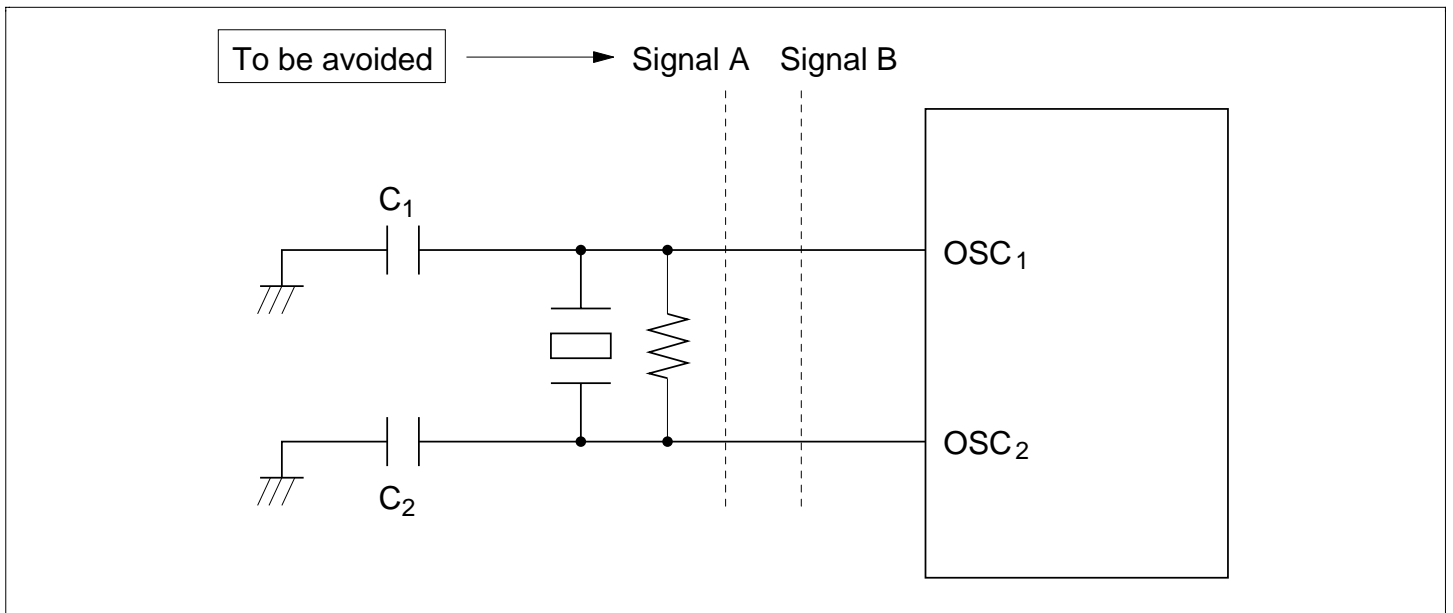 To be avoided
Signal A
Signal B
C1
OSC1
OSC2
C2